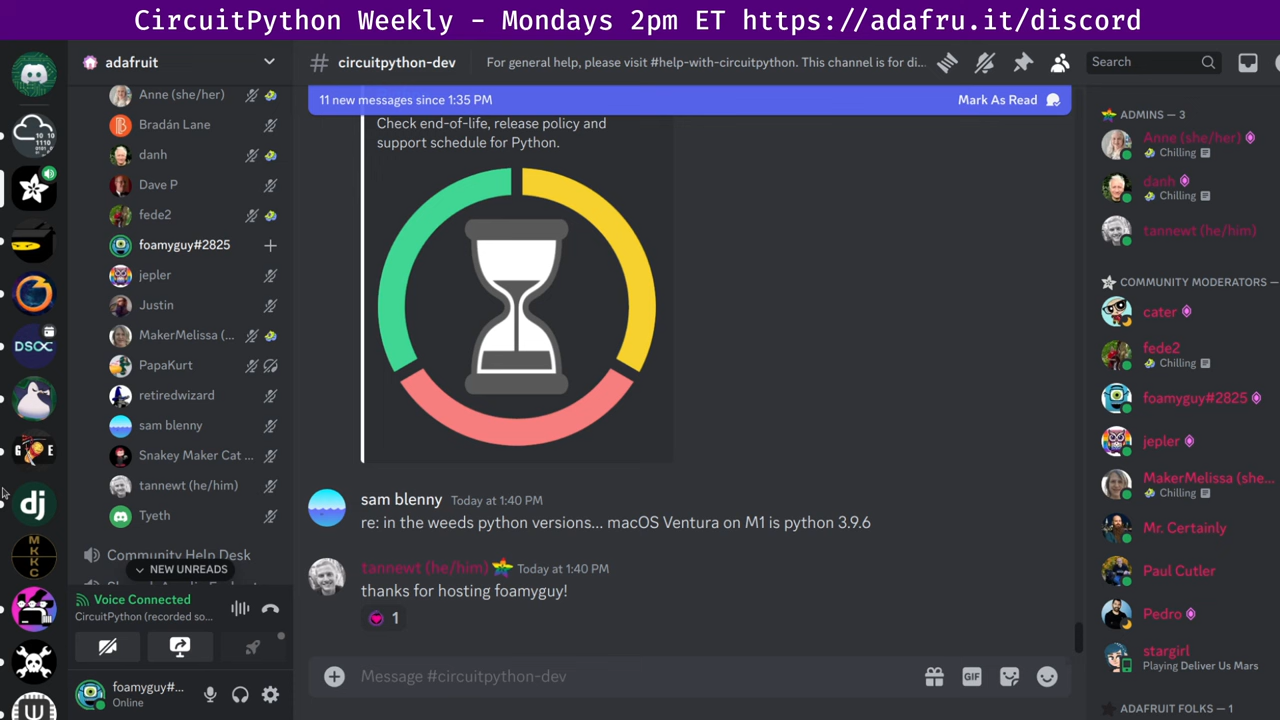 CircuitPython Weekly - Mondays 2pm ET https://adafru.it/discord
adafruit
Anne (she/her)
Bradán Lane
danh
Dave P
fede2
foamyguy#2825
jepler
Justin
MakerMelissa (...
PapaKurt
retiredwizard
sam blenny
Snakey Maker Cat ...
tannewt (he/him)
Tyeth
Community Help Desk
NEW UNREADS
Voice Connected
CircuitPython (recorded so...
foamyguy#...
Online
circuitpython-dev
For general help, please visit #help-with-circuitpython. This channel is for di...
Search
11 new messages since 1:35 PM
Mark As Read
Check end-of-life, release policy and
support schedule for Python.
sam blenny Today at 1:40 PM
re: in the weeds python versions... macOS Ventura on M1 is python 3.9.6
tannewt (he/him) Today at 1:40 PM
thanks for hosting foamyguy!
1
Message #circuitpython-dev
GIF
ADMINS — 3
Anne (she/her)
Chilling
danh
Chilling
tannewt (he/him)
COMMUNITY MODERATORS —
cater
fede2
Chilling
foamyguy#2825
jepler
MakerMelissa (she...
Chilling
Mr. Certainly
Paul Cutler
Pedro
stargirl
Playing Deliver Us Mars
ADAFRUIT FOLKS — 1
DSOC
dj
MK
KC